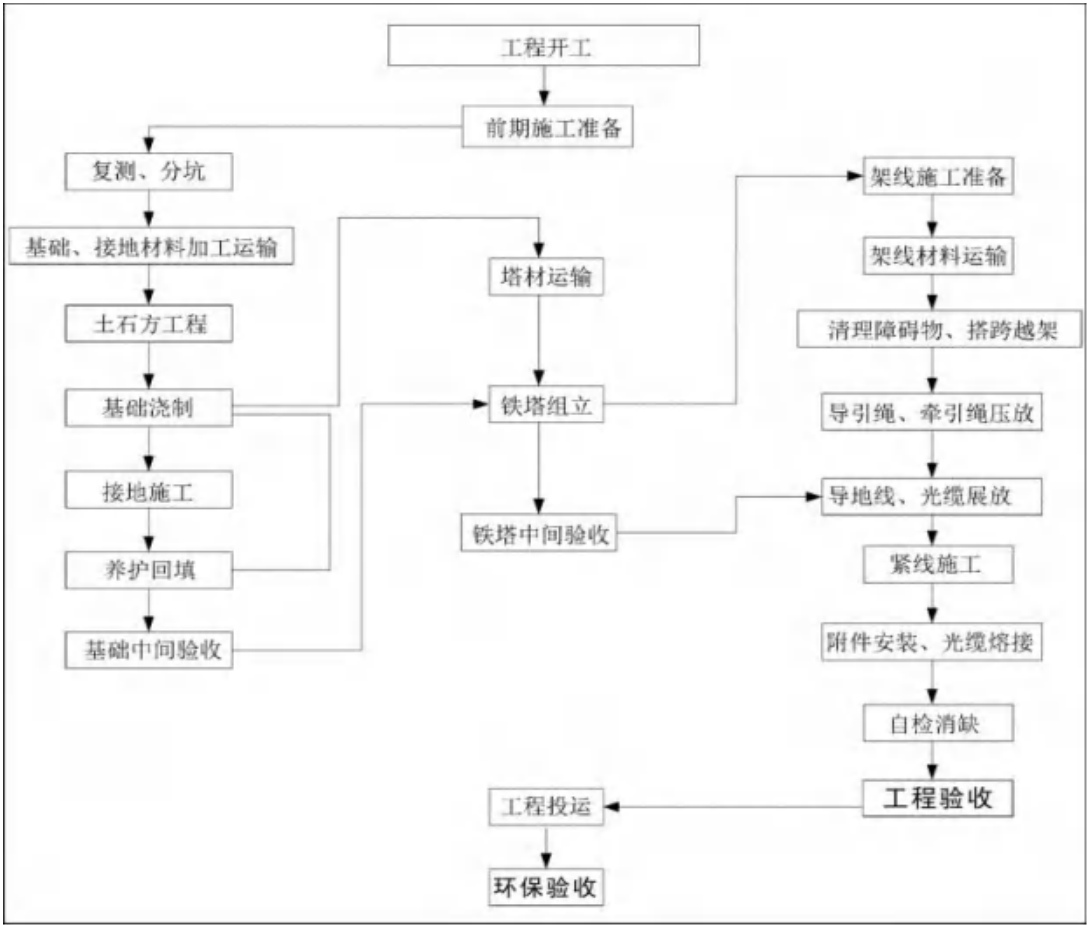 工程开工
前期施工准备
复测、分坑
基础、接地材料加工运输
土石方工程
基础浇制
接地施工
养护回填
基础中间验收
塔材运输
铁塔组立
铁塔中间验收
架线施工准备
架线材料运输
清理障碍物、搭跨越架
导引绳、牵引绳压放
导地线、光缆展放
紧线施工
附件安装、光缆熔接
自检消缺
工程验收
工程投运
环保验收